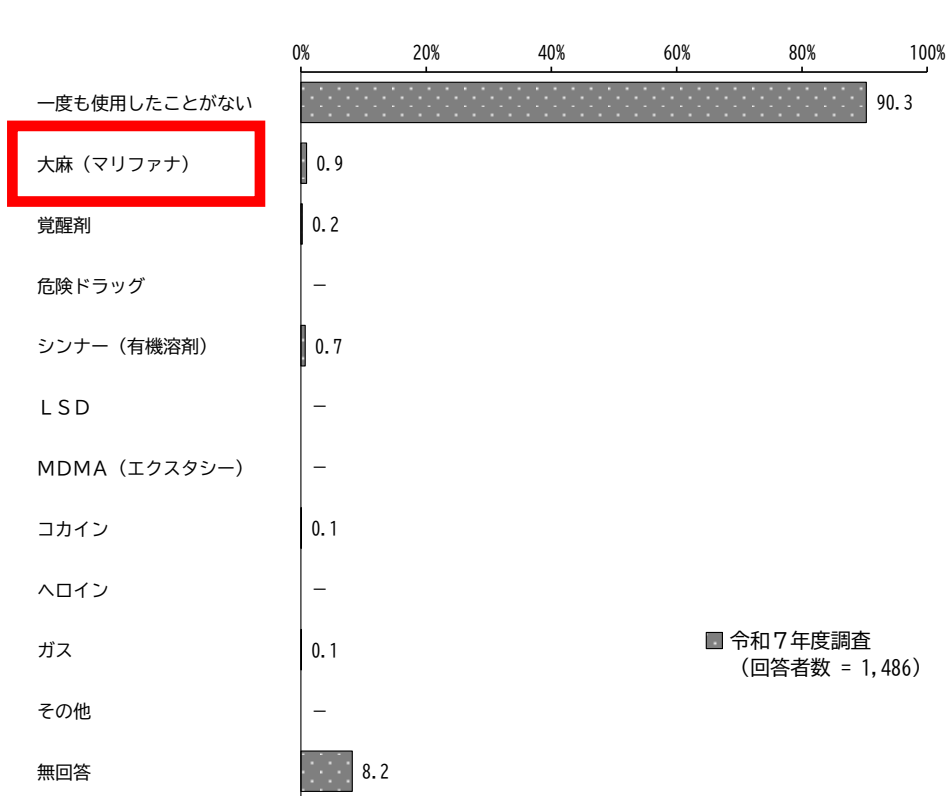 0% 20% 40% 60% 80% 100%
一度も使用したことがない 90.3
大麻（マリファナ） 0.9
覚醒剤 0.2
危険ドラッグ －
シンナー（有機溶剤） 0.7
ＬＳＤ －
ＭＤＭＡ（エクスタシー） －
コカイン 0.1
ヘロイン －
ガス 0.1
令和７年度調査
（回答者数 = 1,486）
その他 －
無回答 8.2